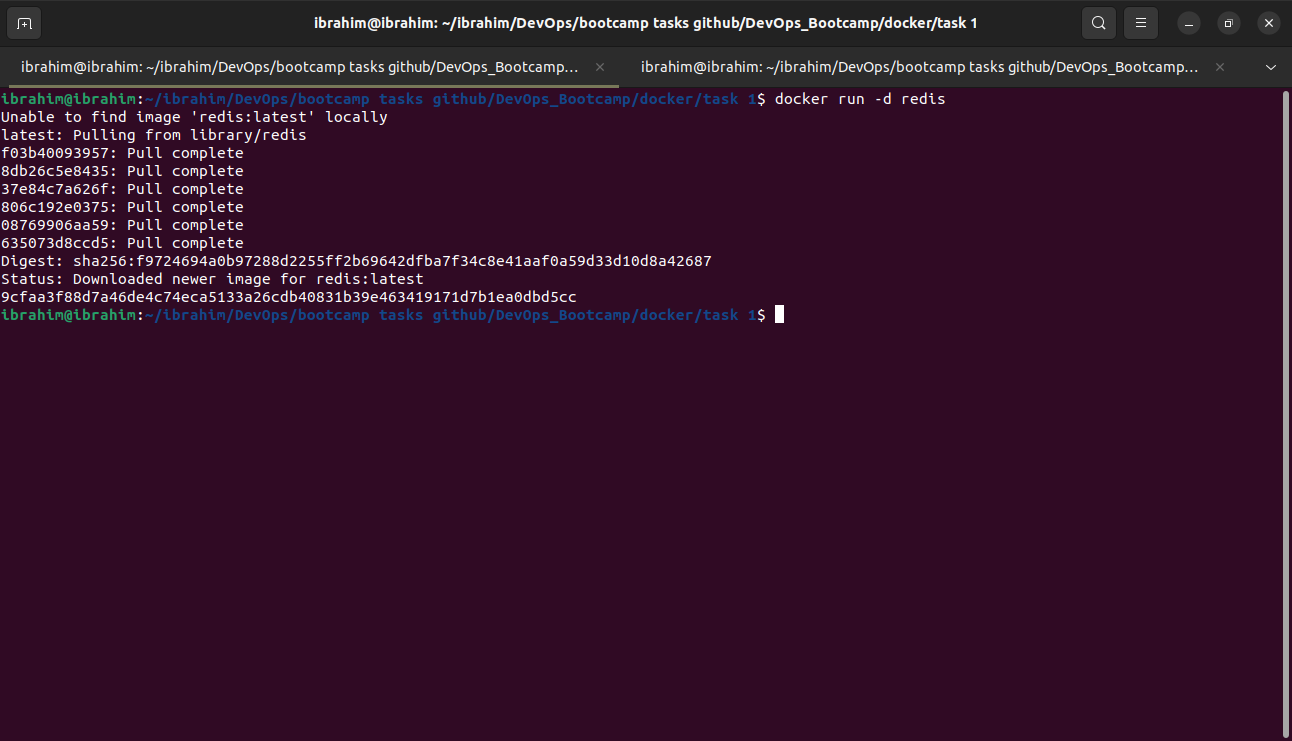 ibrahim@ibrahim: ~/ibrahim/DevOps/bootcamp tasks github/DevOps_Bootcamp/docker/task 1
ibrahim@ibrahim: ~/ibrahim/DevOps/bootcamp tasks github/DevOps_Bootcamp...
ibrahim@ibrahim: ~/ibrahim/DevOps/bootcamp tasks github/DevOps_Bootcamp...
ibrahim@ibrahim:~/ibrahim/DevOps/bootcamp tasks github/DevOps_Bootcamp/docker/task 1$ docker run -d redis
Unable to find image 'redis:latest' locally
latest: Pulling from library/redis
f03b40093957: Pull complete
8db26c5e8435: Pull complete
37e84c7a626f: Pull complete
806c192e0375: Pull complete
08769906aa59: Pull complete
635073d8ccd5: Pull complete
Digest: sha256:f9724694a0b97288d2255ff2b69642dfba7f34c8e41aaf0a59d33d10d8a42687
Status: Downloaded newer image for redis:latest
9cfaa3f88d7a46de4c74eca5133a26cdb40831b39e463419171d7b1ea0dbd5cc
ibrahim@ibrahim:~/ibrahim/DevOps/bootcamp tasks github/DevOps_Bootcamp/docker/task 1$